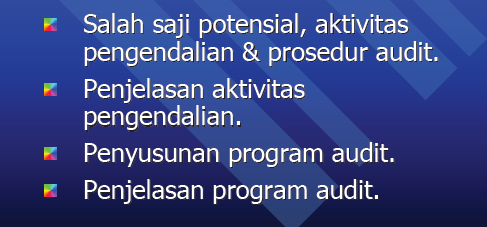 Salah saji potensial, aktivitas
pengendalian & prosedur audit.
Penjelasan aktivitas
pengendalian.
Penyusunan program audit.
Penjelasan program audit.